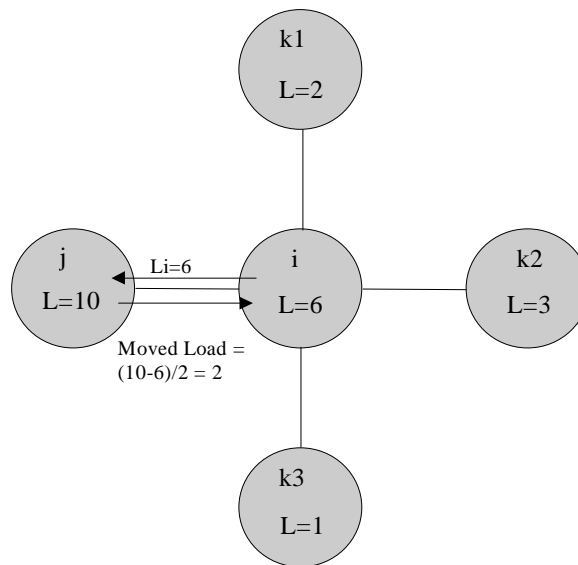 k1
L=2
j
L=10
Li=6
i
L=6
k2
L=3
Moved Load =
(10-6)/2 = 2
k3
L=1